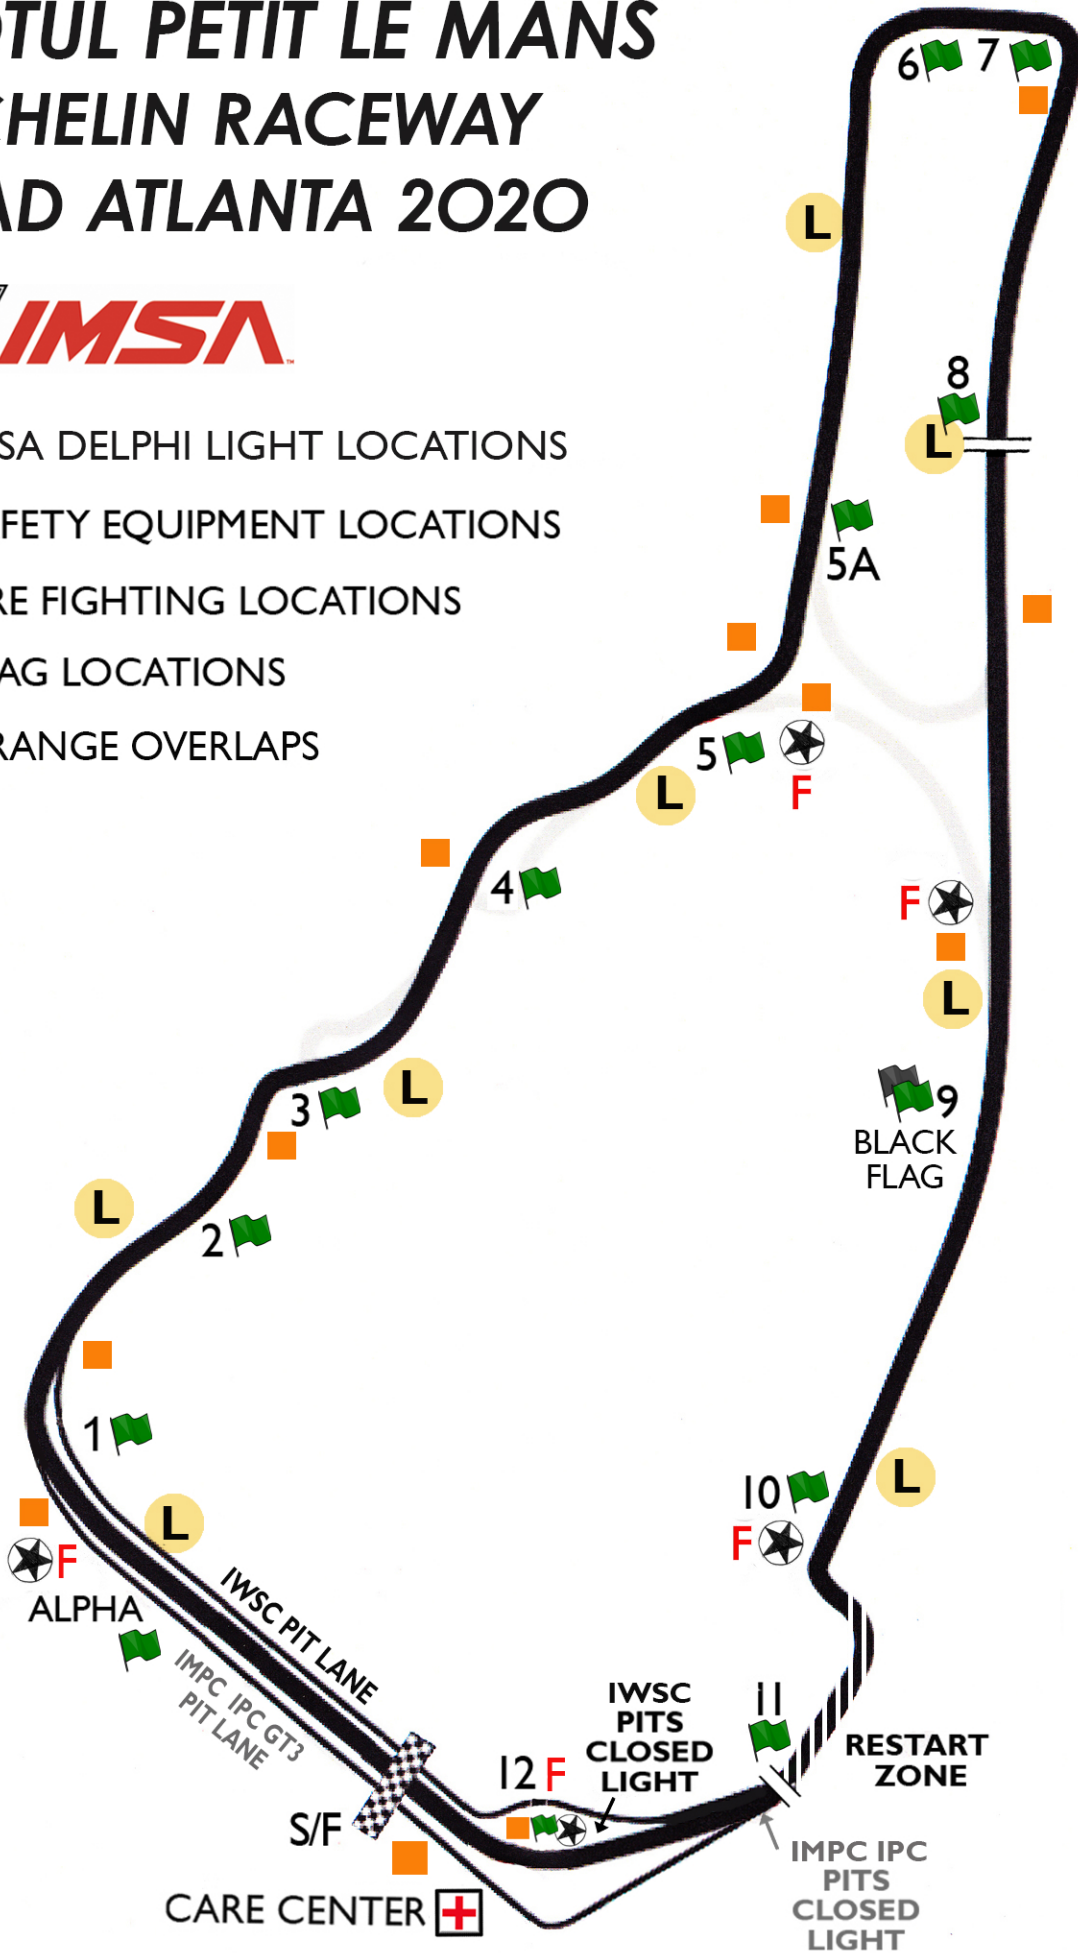 OTUL PETIT LE MANS
CHELIN RACEWAY
AD ATLANTA 2020
IMSA
SA DELPHI LIGHT LOCATIONS
FETY EQUIPMENT LOCATIONS
RE FIGHTING LOCATIONS
AG LOCATIONS
RANGE OVERLAPS
6
7
L
8
L
5A
5
F
L
4
F
L
3
L
9
BLACK
FLAG
L
2
1
L
10
L
F
F
ALPHA
IWSC PIT LANE
IMPC IPC GT3
PIT LANE
IWSC
PITS
CLOSED
LIGHT
11
RESTART
ZONE
12 F
S/F
IMPC IPC
PITS
CLOSED
LIGHT
CARE CENTER